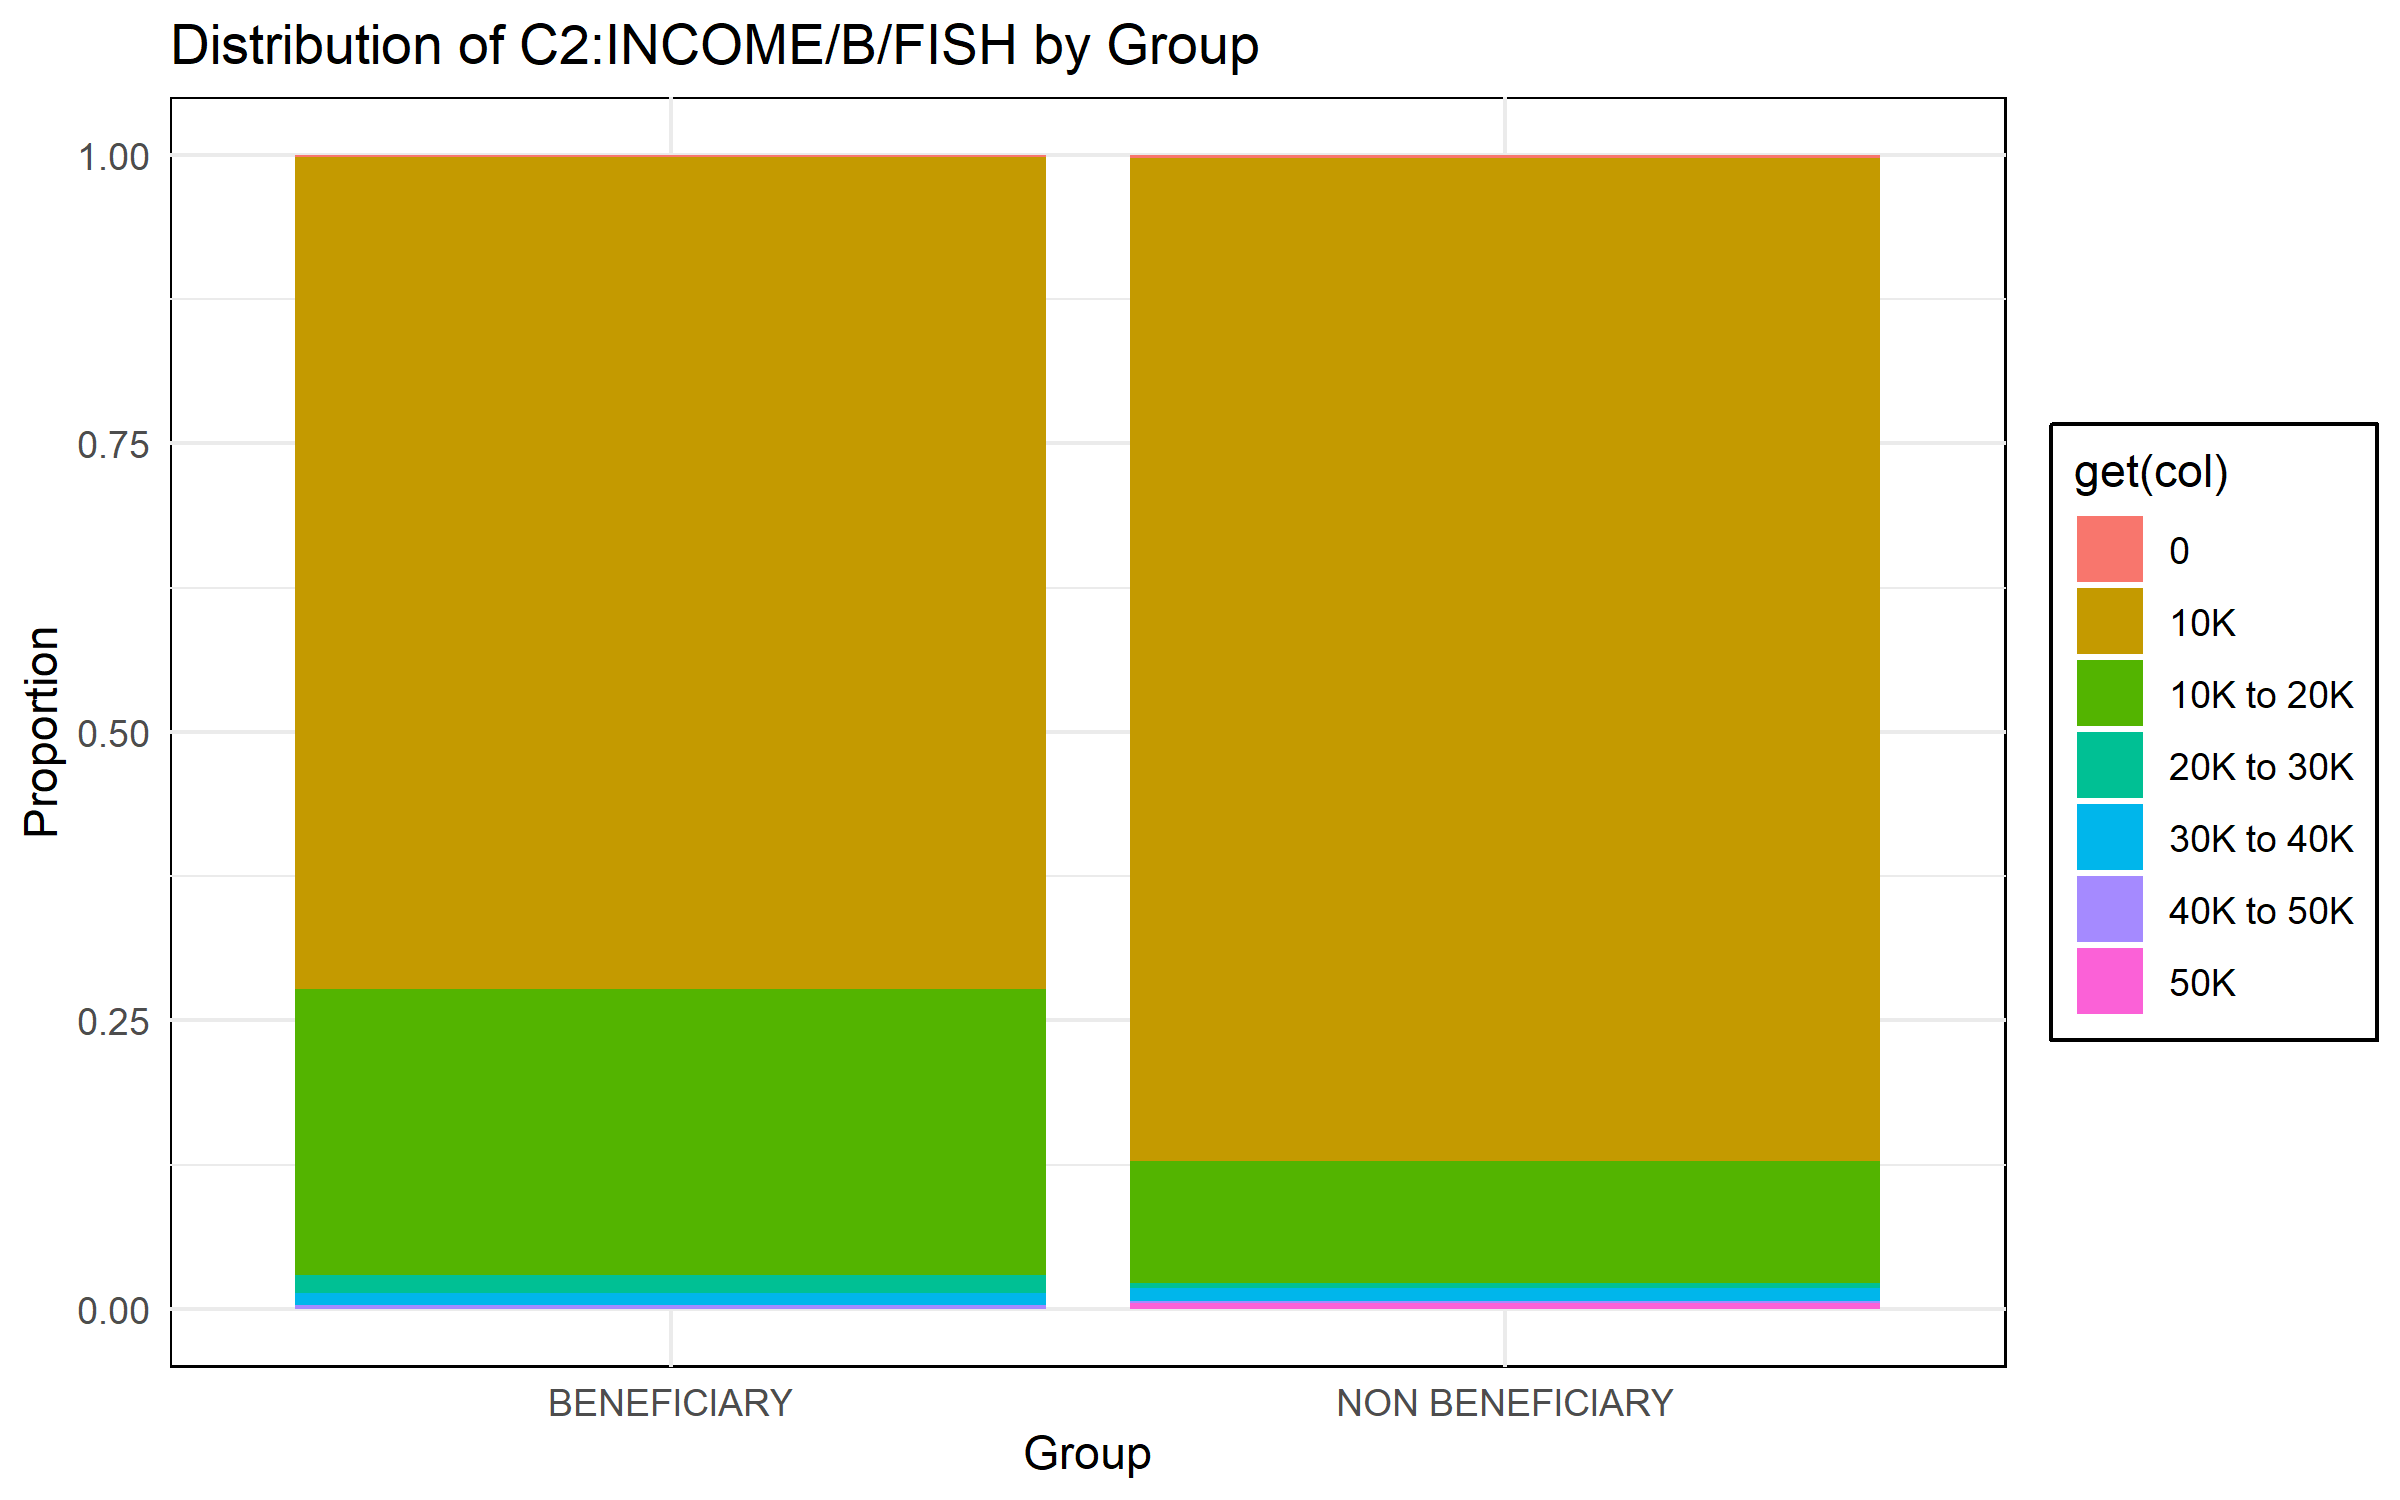 Distribution of C2:INCOME/B/FISH by Group
Proportion
1.00
0.75
0.50
0.25
0.00
BENEFICIARY
NON BENEFICIARY
Group
get(col)
0
10K
10K to 20K
20K to 30K
30K to 40K
40K to 50K
50K